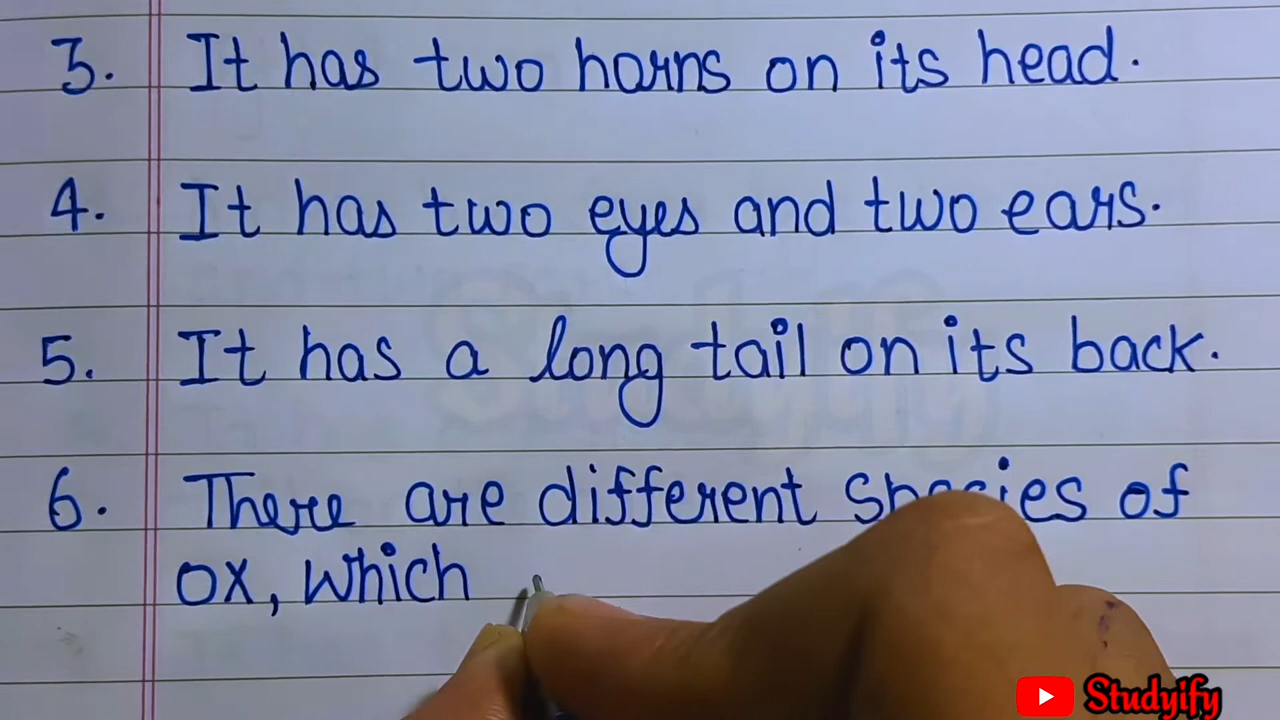 3. It has two horns on its head.
4. It has two eyes and two ears.
5. It has a long tail on its back.
6. There are different species of
ox, which
Studyify